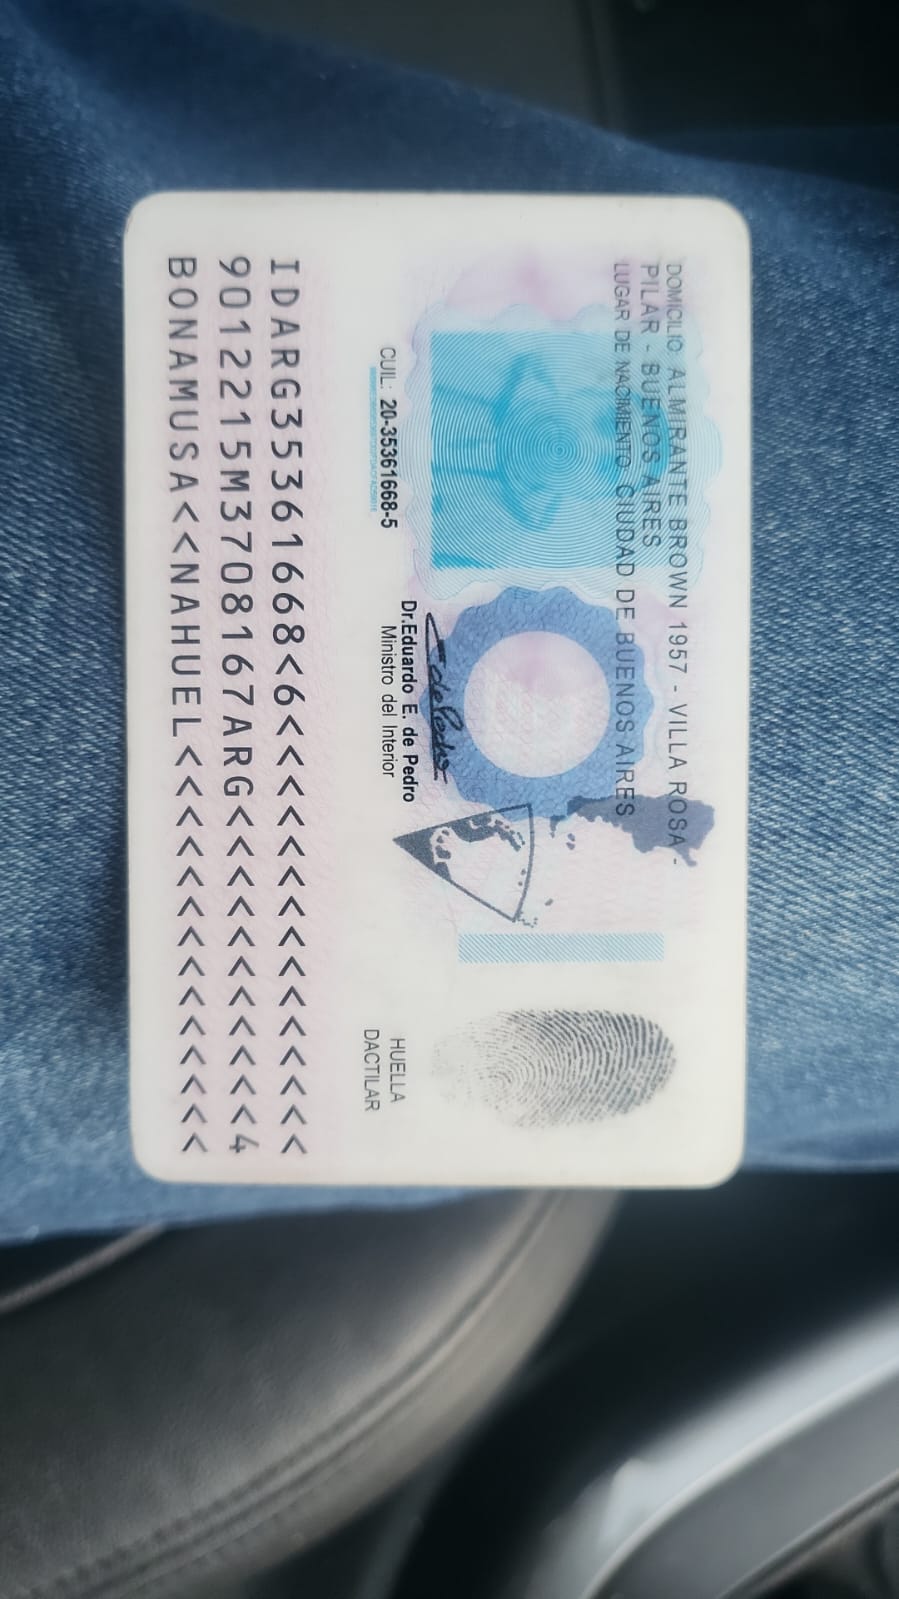 DOMICILIO: ALMIRANTE BROWN 1957 - VILLA ROSA -
PILAR - BUENOS AIRES
LUGAR DE NACIMIENTO: CIUDAD DE BUENOS AIRES
Dr.Eduardo E. de Pedro
Ministro del Interior
CUIL: 20-35361668-5
HUELLA
DACTILAR
IDARG35361668<6<<<<<<<<<<<<<<<
9012215M3708167ARG<<<<<<<<<<<4
BONAMUSA<<NAHUEL<<<<<<<<<<<<<<